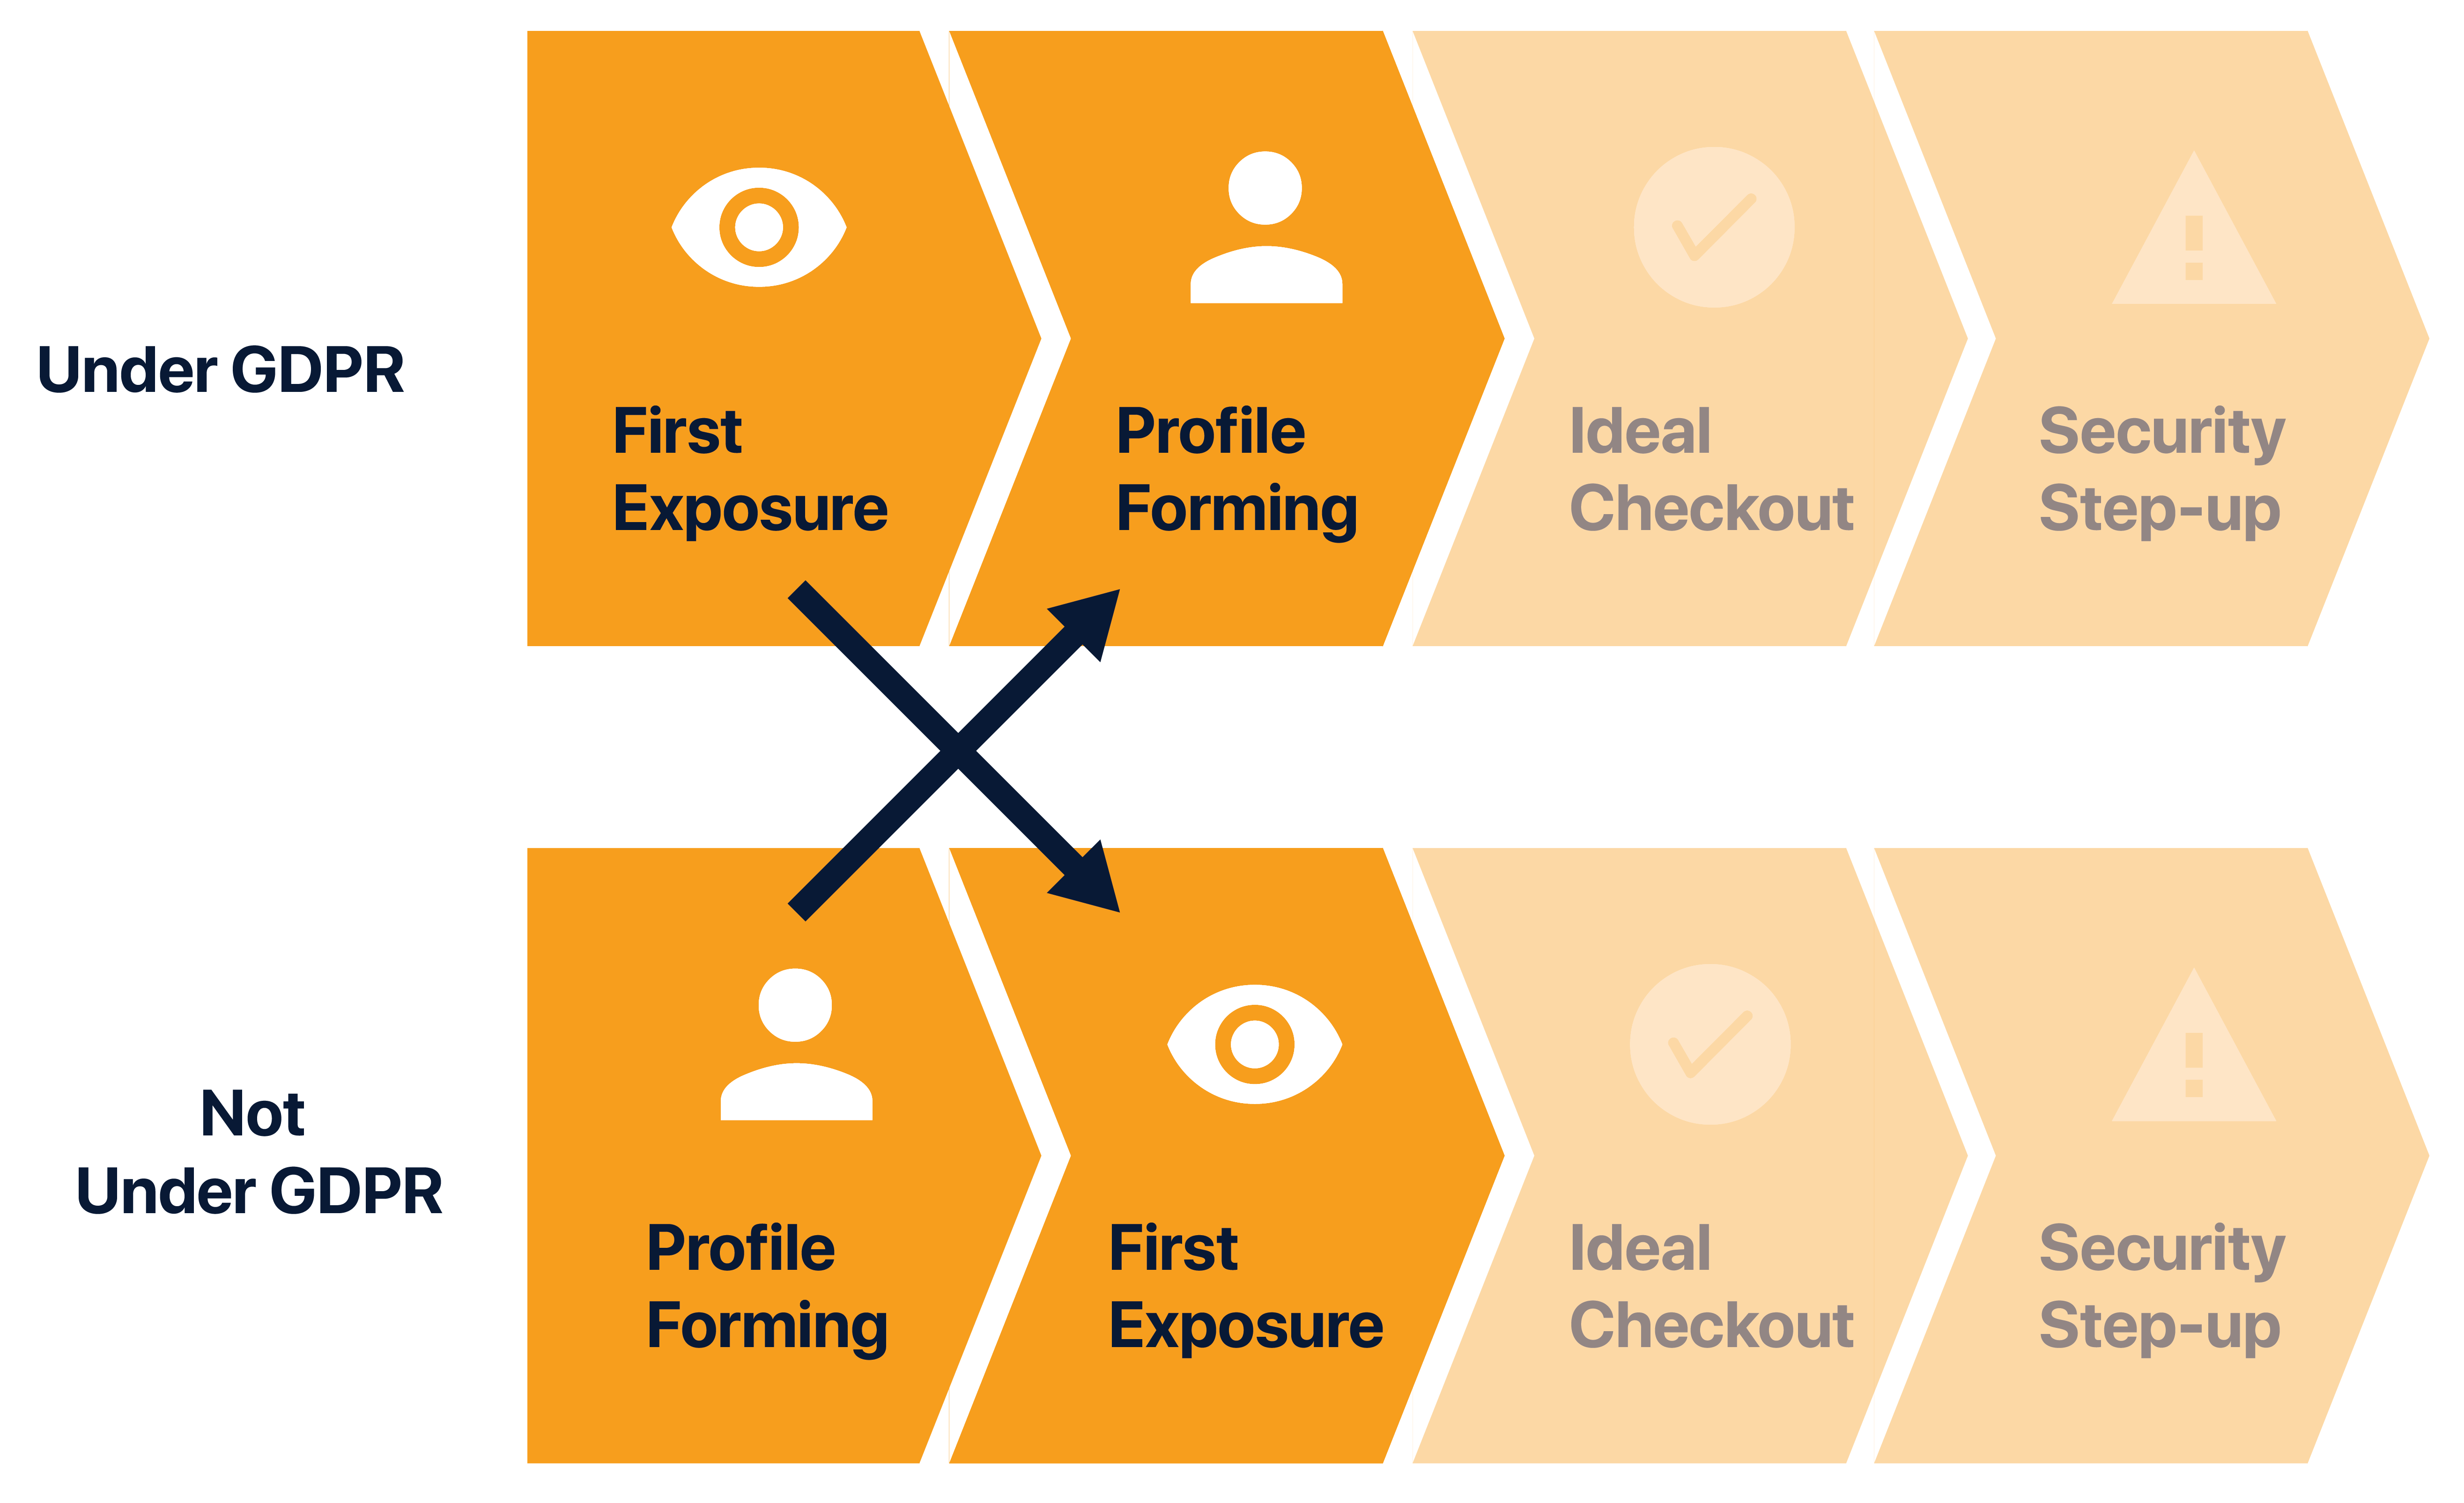 Under GDPR
First
Exposure
Profile
Forming
Ideal
Checkout
Security
Step-up
Not
Under GDPR
Profile
Forming
First
Exposure
Ideal
Checkout
Security
Step-up